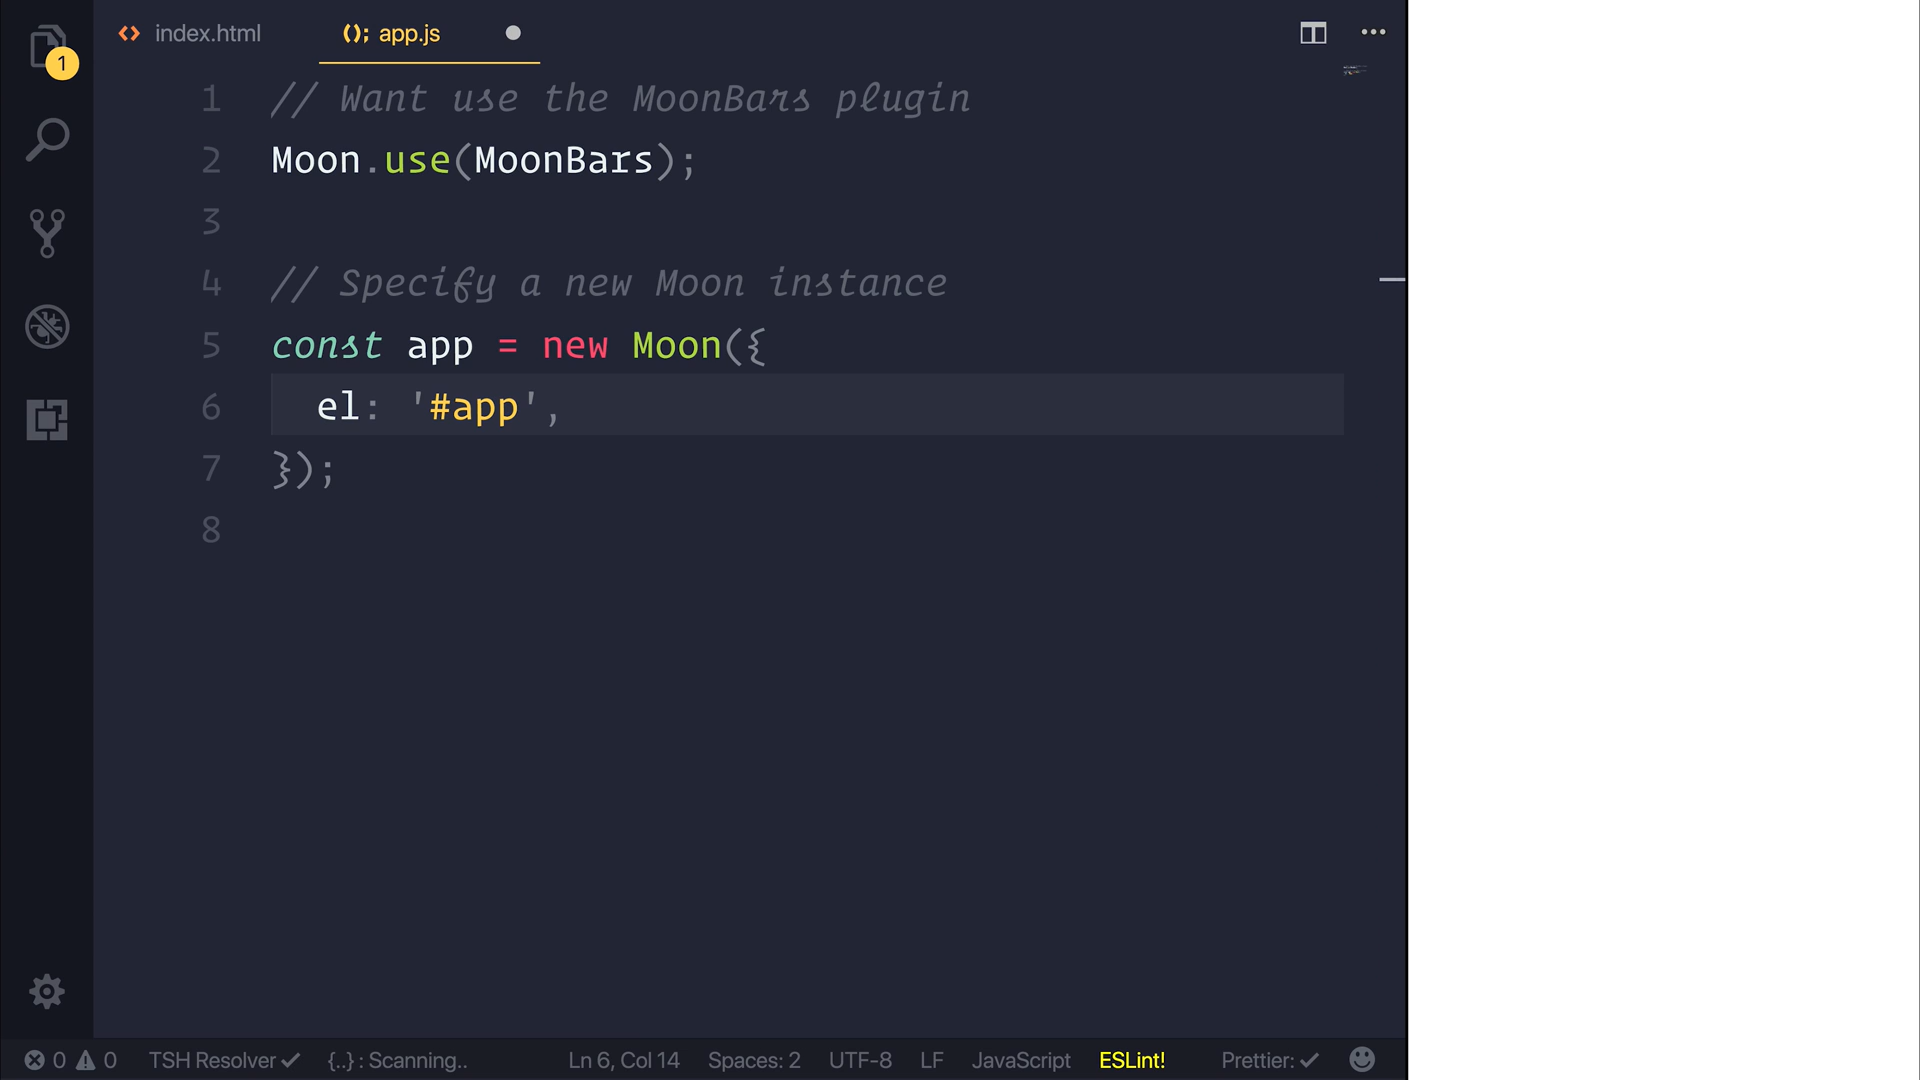 index.html
(); app.js
1
1 // Want use the MoonBars plugin
2 Moon.use(MoonBars);
3
4 // Specify a new Moon instance
5 const app = new Moon({
6   el: '#app',
7 });
8
0 0 TSH Resolver {..} : Scanning.. Ln 6, Col 14 Spaces: 2 UTF-8 LF JavaScript ESLint! Prettier: